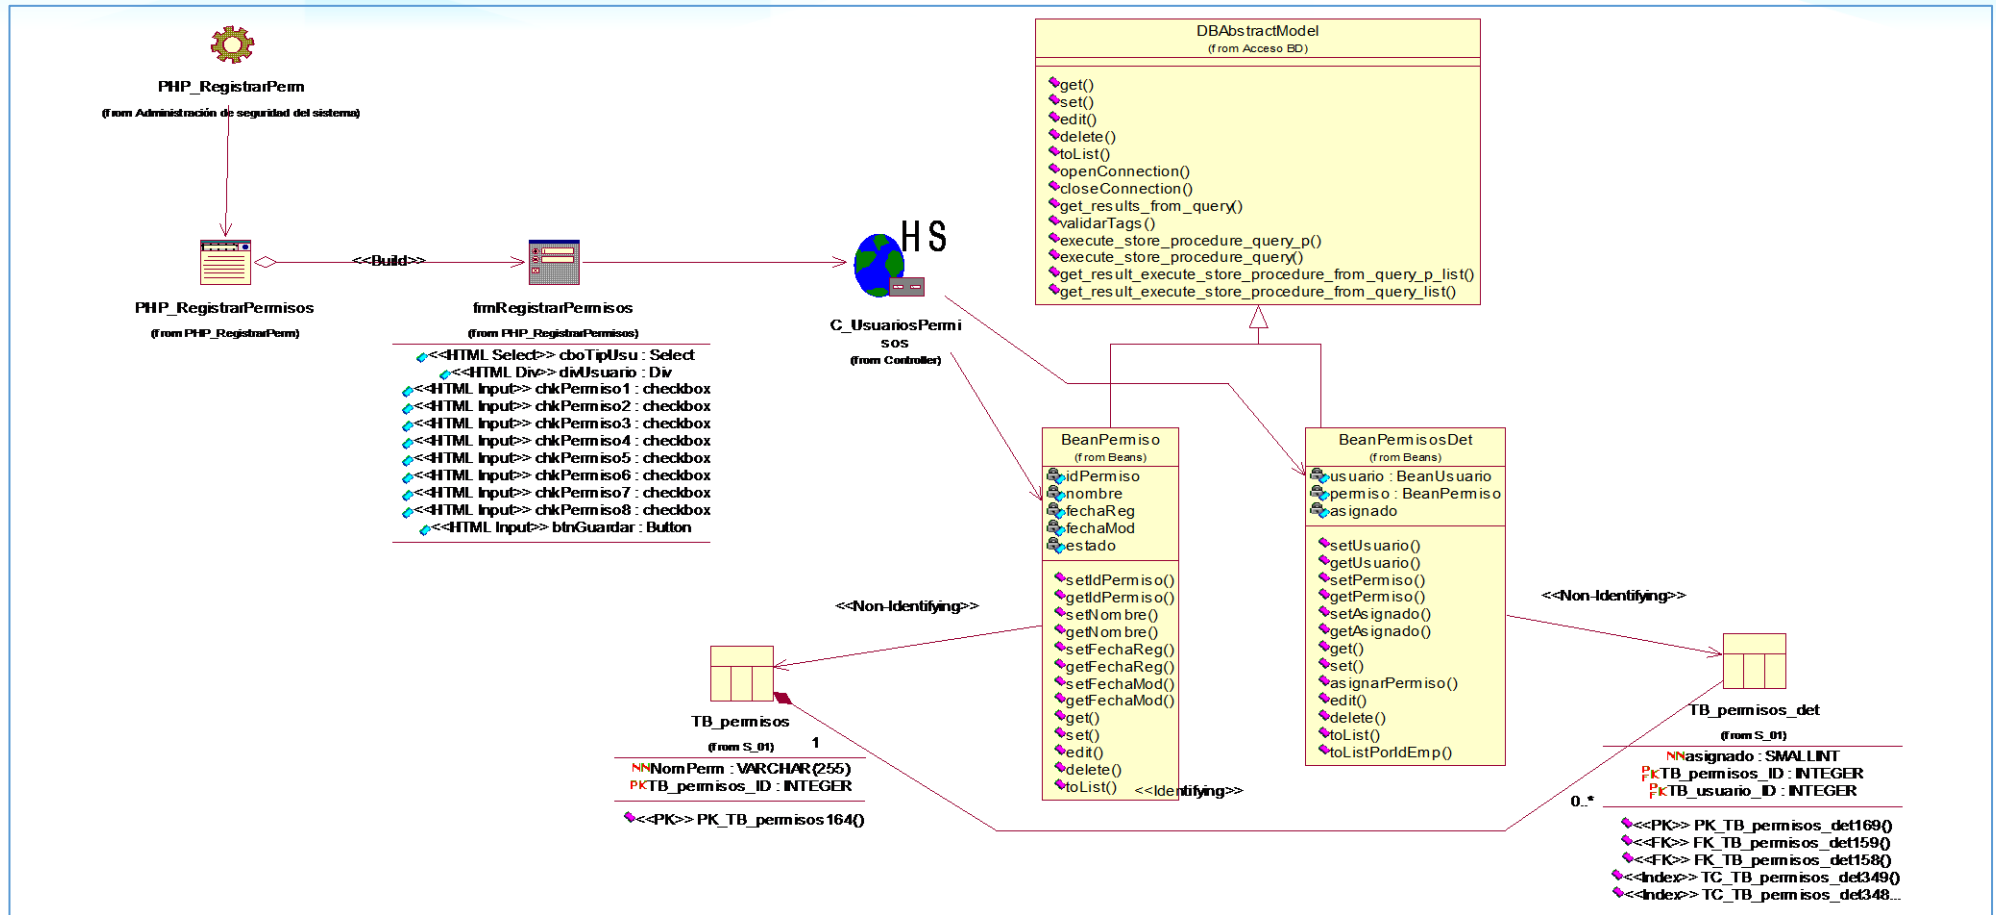 PHP_RegistrarPerm
(from Administración de seguridad del sistema)
PHP_RegistrarPermisos
(from PHP_RegistrarPerm)
<<Build>>
frmRegistrarPermisos
(from PHP_RegistrarPermisos)
<<HTML Select>> cboTipUsu : Select
<<HTML Div>> divUsuario : Div
<<HTML Input>> chkPermiso1 : checkbox
<<HTML Input>> chkPermiso2 : checkbox
<<HTML Input>> chkPermiso3 : checkbox
<<HTML Input>> chkPermiso4 : checkbox
<<HTML Input>> chkPermiso5 : checkbox
<<HTML Input>> chkPermiso6 : checkbox
<<HTML Input>> chkPermiso7 : checkbox
<<HTML Input>> chkPermiso8 : checkbox
<<HTML Input>> btnGuardar : Button
HS
C_UsuariosPermi
sos
(from Controller)
DBAbstractModel
(from Acceso BD)
get()
set()
edit()
delete()
toList()
openConnection()
closeConnection()
get_results_from_query()
validarTags()
execute_store_procedure_query_p()
execute_store_procedure_query()
get_result_execute_store_procedure_from_query_p_list()
get_result_execute_store_procedure_from_query_list()
BeanPermiso
(from Beans)
idPermiso
nombre
fechaReg
fechaMod
estado
setIdPermiso()
getIdPermiso()
setNombre()
getNombre()
setFechaReg()
getFechaReg()
setFechaMod()
getFechaMod()
get()
set()
edit()
delete()
toList()
BeanPermisosDet
(from Beans)
usuario : BeanUsuario
permiso : BeanPermiso
asignado
setUsuario()
getUsuario()
setPermiso()
getPermiso()
setAsignado()
getAsignado()
get()
set()
asignarPermiso()
edit()
delete()
toList()
toListPorIdEmp()
<<Non-Identifying>>
<<Non-Identifying>>
TB_permisos
(from S_01)
1
NN NomPerm : VARCHAR(255)
PK TB_permisos_ID : INTEGER
<<PK>> PK_TB_permisos164()
<<Identifying>>
0..*
TB_permisos_det
(from S_01)
NN asignado : SMALLINT
PFK TB_permisos_ID : INTEGER
PFK TB_usuario_ID : INTEGER
<<PK>> PK_TB_permisos_det169()
<<FK>> FK_TB_permisos_det159()
<<FK>> FK_TB_permisos_det158()
<<Index>> TC_TB_permisos_det349()
<<Index>> TC_TB_permisos_det348...